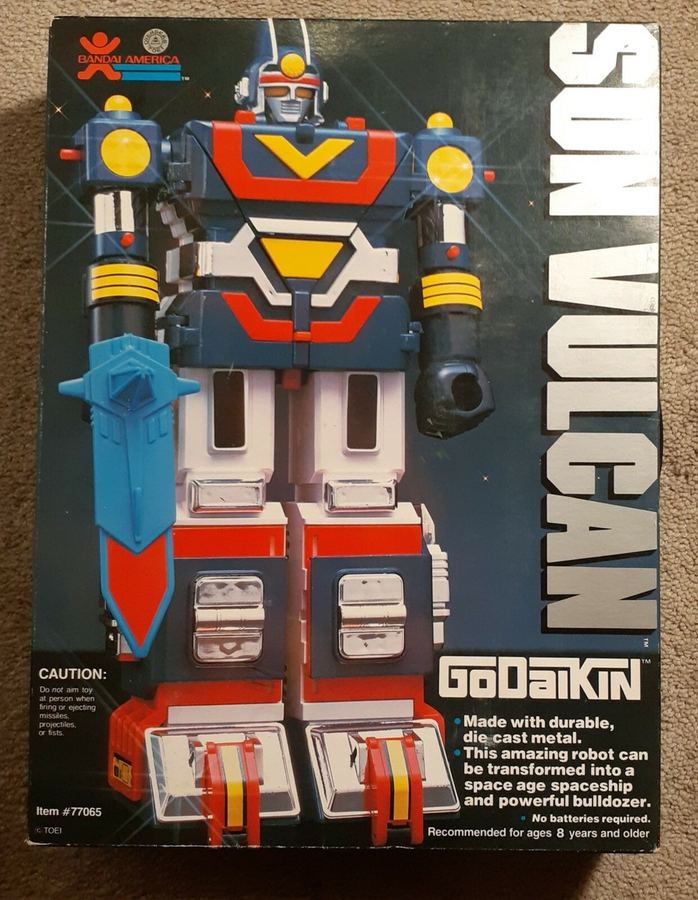 BANDAI AMERICA
TM
SUN VULCAN
TM
CAUTION:
Do not aim toy
at person when
firing or ejecting
missiles,
projectiles,
or fists.
Item #77065
© TOEI
GoDaiKiN
TM
• Made with durable,
die cast metal.
• This amazing robot can
be transformed into a
space age spaceship
and powerful bulldozer.
• No batteries required.
Recommended for ages 8 years and older